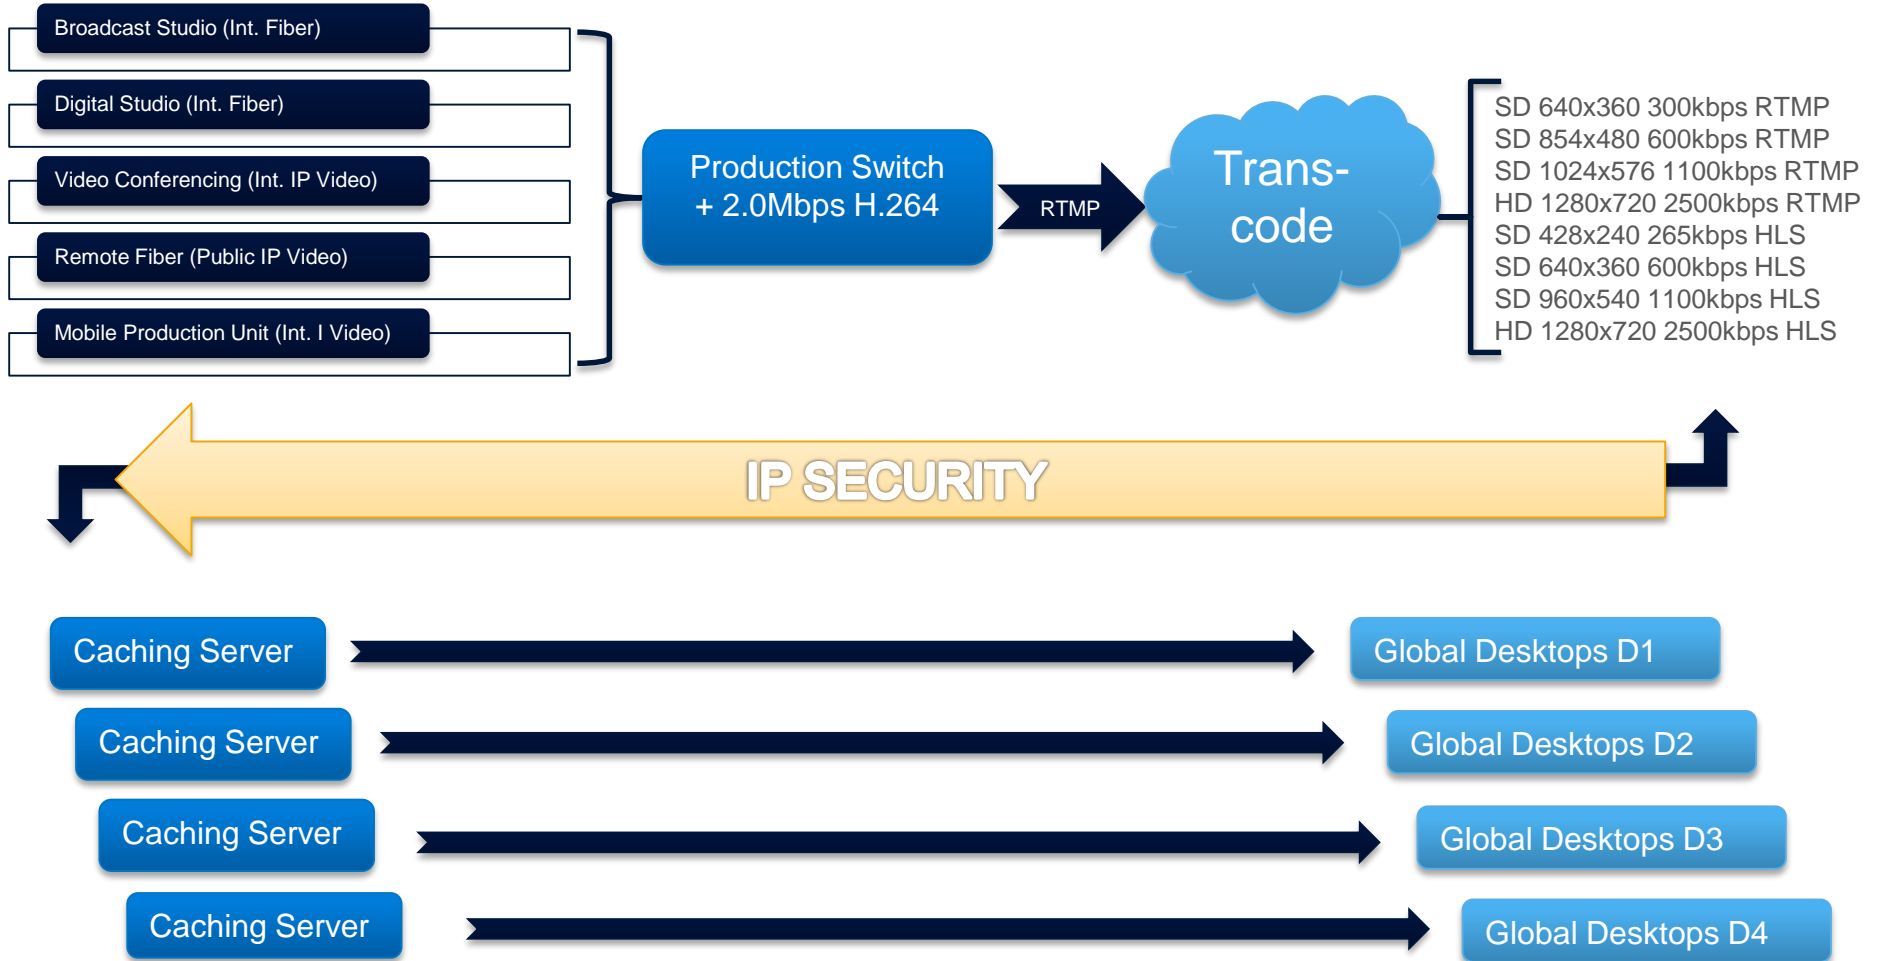 Broadcast Studio (Int. Fiber)
Digital Studio (Int. Fiber)
Video Conferencing (Int. IP Video)
Remote Fiber (Public IP Video)
Mobile Production Unit (Int. I Video)
Production Switch
+ 2.0Mbps H.264
RTMP
Trans-
code
SD 640x360 300kbps RTMP
SD 854x480 600kbps RTMP
SD 1024x576 1100kbps RTMP
HD 1280x720 2500kbps RTMP
SD 428x240 265kbps HLS
SD 640x360 600kbps HLS
SD 960x540 1100kbps HLS
HD 1280x720 2500kbps HLS
IP SECURITY
Caching Server
Global Desktops D1
Caching Server
Global Desktops D2
Caching Server
Global Desktops D3
Caching Server
Global Desktops D4